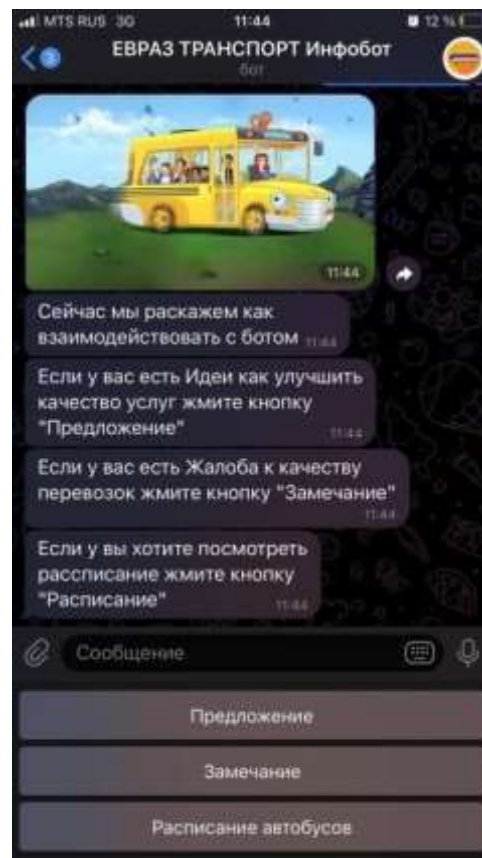 MTS RUS 3G 11:44 12 %
3 ЕВРАЗ ТРАНСПОРТ Инфобот
бот
11:44
Сейчас мы раскажем как
взаимодействовать с ботом 11:44
Если у вас есть Идеи как улучшить
качество услуг жмите кнопку
"Предложение" 11:44
Если у вас есть Жалоба к качеству
перевозок жмите кнопку "Замечание"
11:44
Если у вы хотите посмотреть
рассписание жмите кнопку
"Расписание" 11:44
Сообщение
Предложение
Замечание
Расписание автобусов